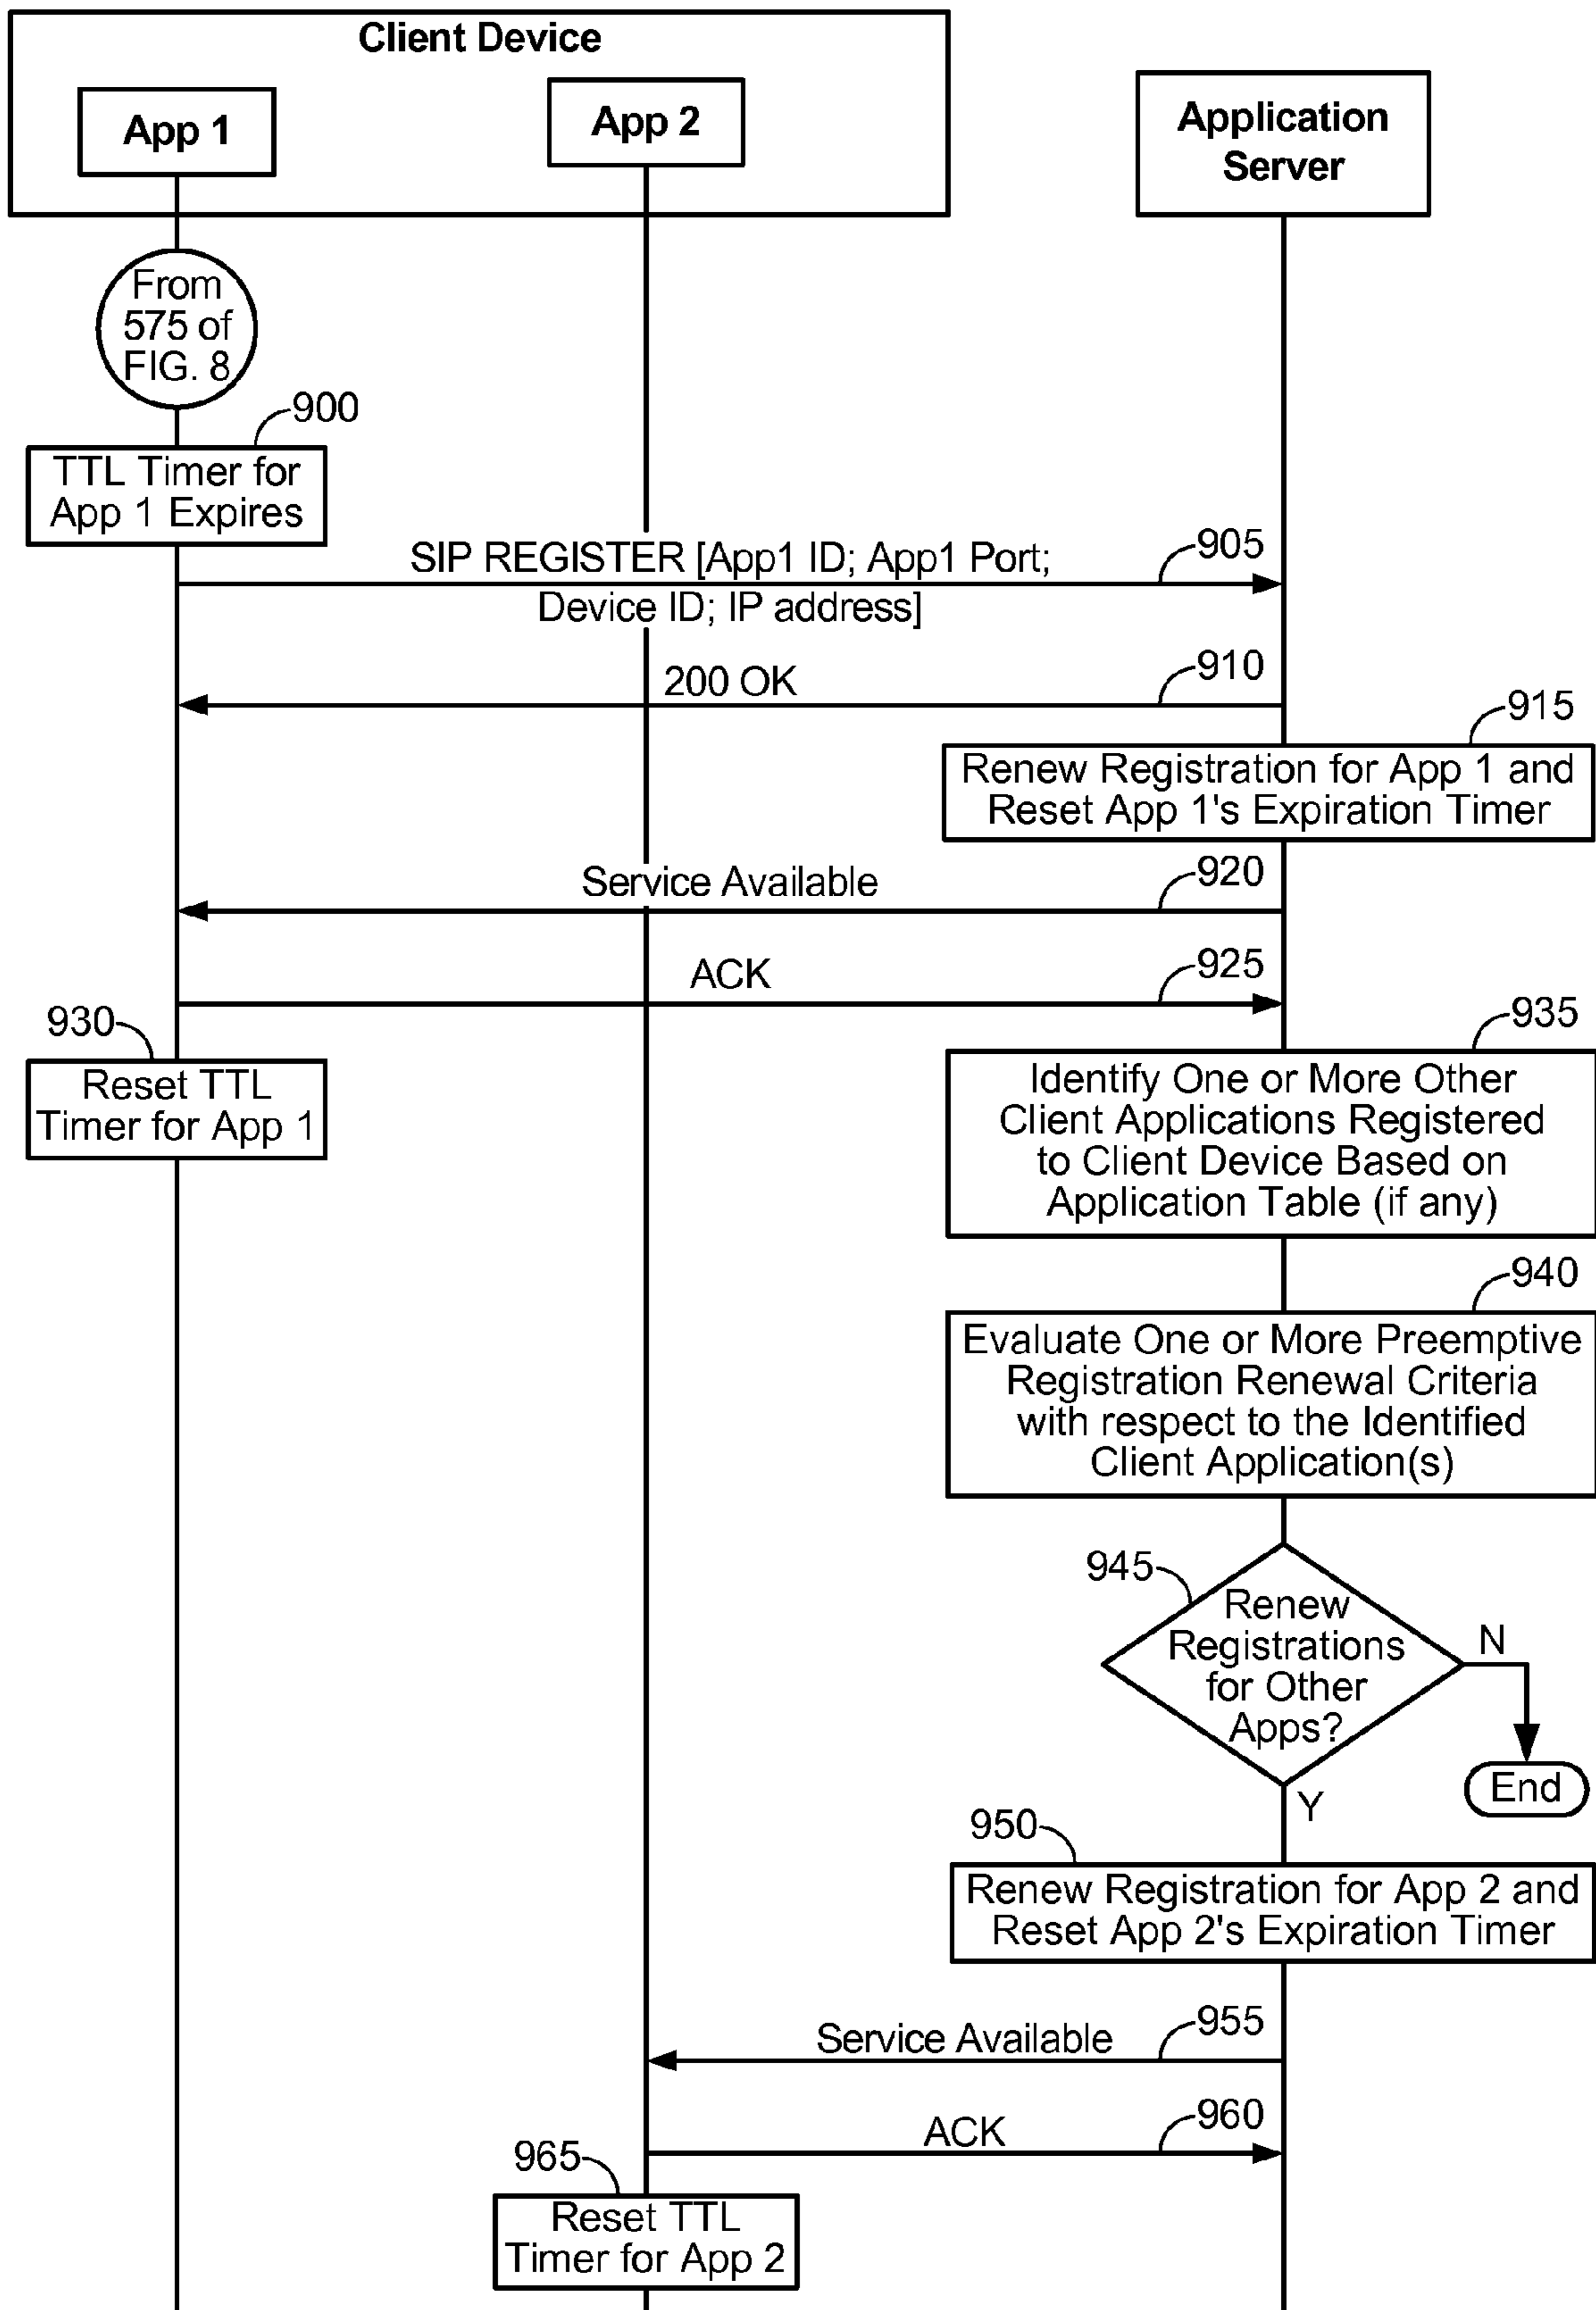 Client Device
App 1
App 2
Application
Server
From
575 of
FIG. 8
900
TTL Timer for
App 1 Expires
905
SIP REGISTER [App1 ID; App1 Port;
Device ID; IP address]
910
200 OK
915
Renew Registration for App 1 and
Reset App 1's Expiration Timer
920
Service Available
925
ACK
930
Reset TTL
Timer for App 1
935
Identify One or More Other
Client Applications Registered
to Client Device Based on
Application Table (if any)
940
Evaluate One or More Preemptive
Registration Renewal Criteria
with respect to the Identified
Client Application(s)
945
Renew
Registrations
for Other
Apps?
N
End
Y
950
Renew Registration for App 2 and
Reset App 2's Expiration Timer
955
Service Available
960
ACK
965
Reset TTL
Timer for App 2